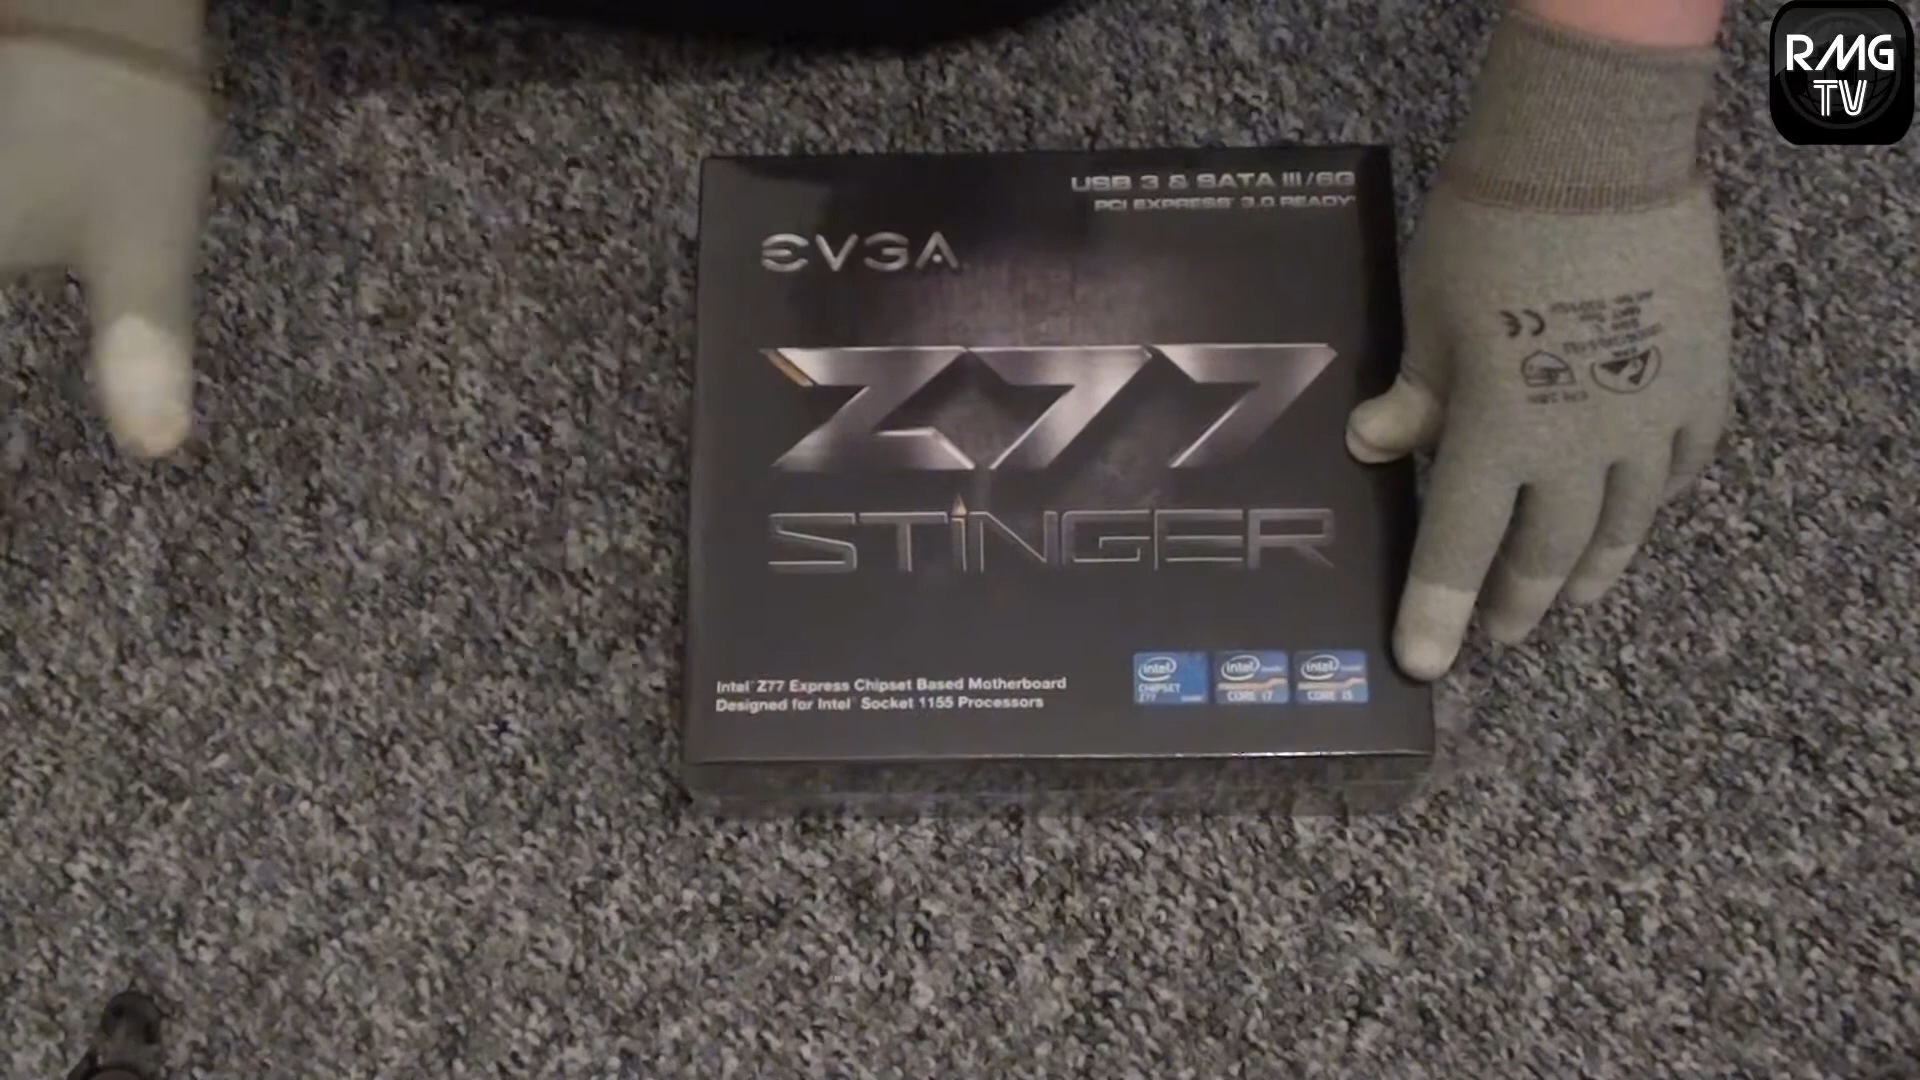 RMG
TV
USB 3 & SATA III/6G
PCI EXPRESS 3.0 READY*
EVGA
Z77
STINGER
Intel® Z77 Express Chipset Based Motherboard
Designed for Intel® Socket 1155 Processors
intel
CHIPSET
Z77
intel
CORE i7
intel
CORE i5
CE